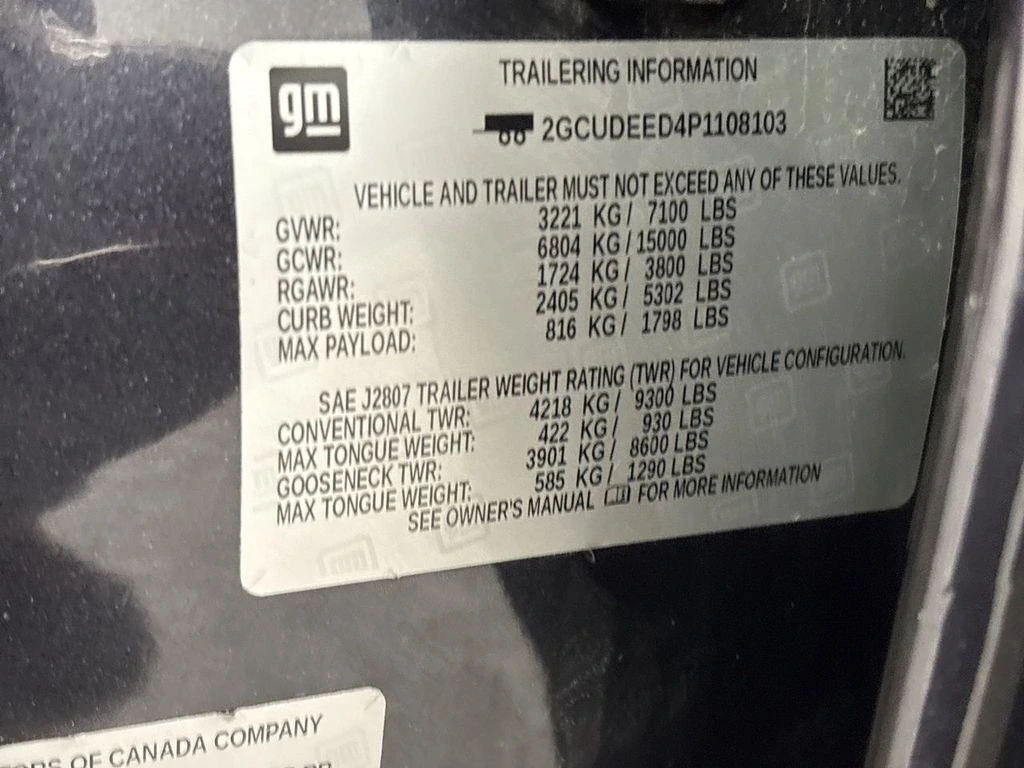 gm
TRAILERING INFORMATION
2GCUDEED4P1108103
VEHICLE AND TRAILER MUST NOT EXCEED ANY OF THESE VALUES.
GVWR: 3221 KG / 7100 LBS
GCWR: 6804 KG / 15000 LBS
RGAWR: 1724 KG / 3800 LBS
CURB WEIGHT: 2405 KG / 5302 LBS
MAX PAYLOAD: 816 KG / 1798 LBS
SAE J2807 TRAILER WEIGHT RATING (TWR) FOR VEHICLE CONFIGURATION.
CONVENTIONAL TWR: 4218 KG / 9300 LBS
MAX TONGUE WEIGHT: 422 KG / 930 LBS
GOOSENECK TWR: 3901 KG / 8600 LBS
MAX TONGUE WEIGHT: 585 KG / 1290 LBS
SEE OWNER'S MANUAL FOR MORE INFORMATION
OF CANADA COMPANY